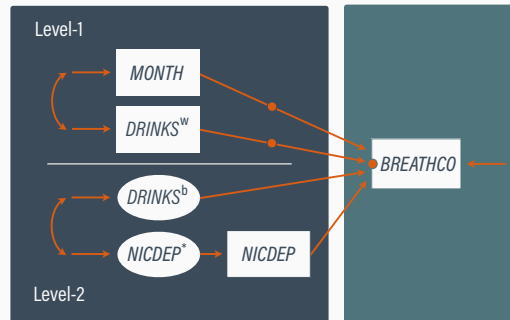 Level-1
MONTH
DRINKSʷ
BREATHCO
DRINKSᵇ
NICDEP*
NICDEP
Level-2